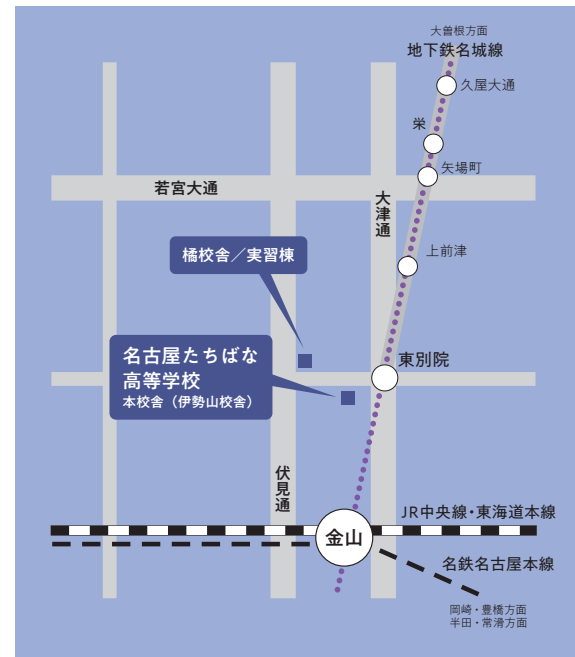 大曽根方面
地下鉄名城線
久屋大通
栄
矢場町
若宮大通
大津通
橘校舎／実習棟
上前津
名古屋たちばな
高等学校
本校舎（伊勢山校舎）
東別院
伏見通
JR中央線・東海道本線
金山
名鉄名古屋本線
岡崎・豊橋方面
半田・常滑方面